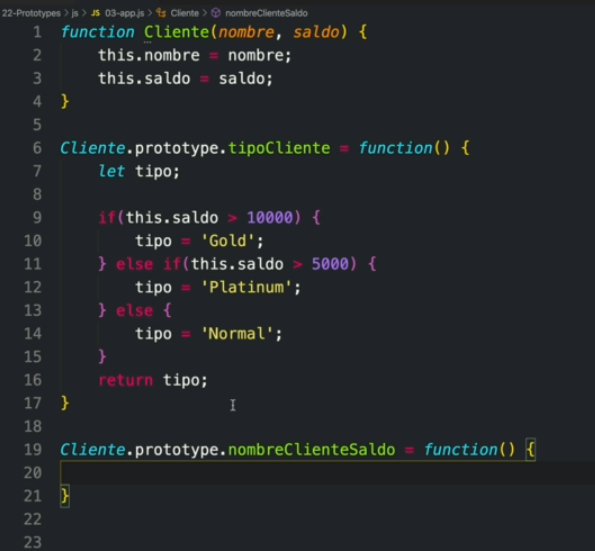 22-Prototypes > js > JS 03-app.js > Cliente > nombreClienteSaldo
1 function Cliente(nombre, saldo) {
2 this.nombre = nombre;
3 this.saldo = saldo;
4 }
5
6 Cliente.prototype.tipoCliente = function() {
7 let tipo;
8
9 if(this.saldo > 10000) {
10 tipo = 'Gold';
11 } else if(this.saldo > 5000) {
12 tipo = 'Platinum';
13 } else {
14 tipo = 'Normal';
15 }
16 return tipo;
17 }
18
19 Cliente.prototype.nombreClienteSaldo = function() {
20
21 }
22
23